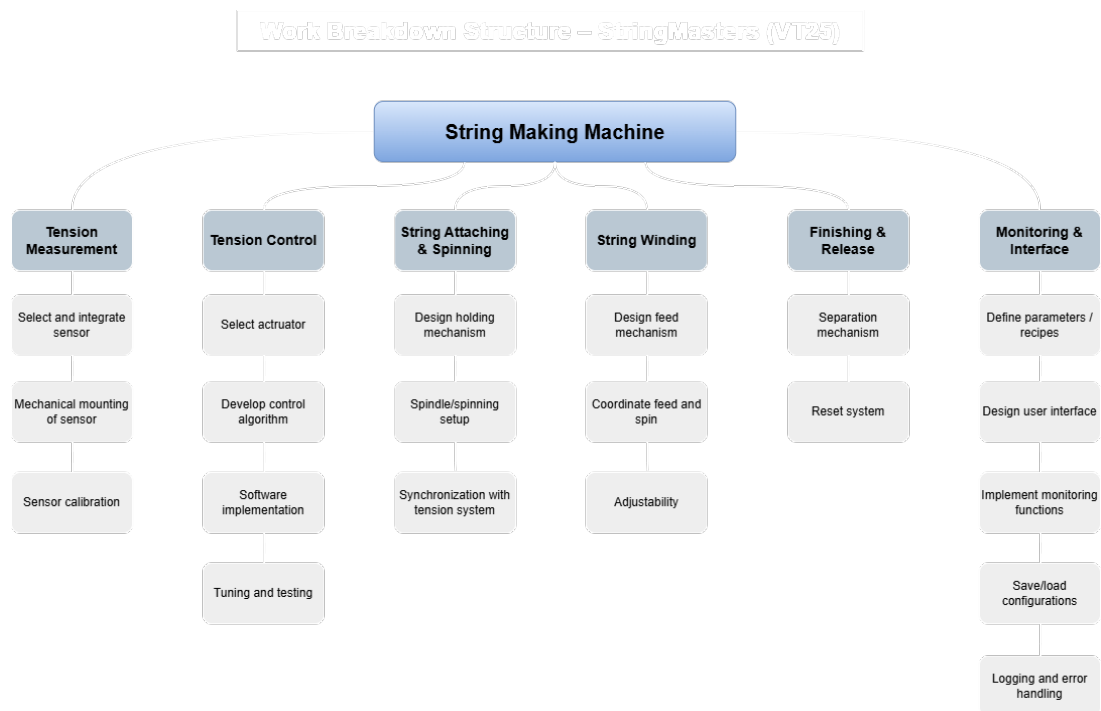 Work Breakdown Structure – StringMasters (VT25)
String Making Machine
Tension
Measurement
Select and integrate
sensor
Mechanical mounting
of sensor
Sensor calibration
Tension Control
Select actruator
Develop control
algorithm
Software
implementation
Tuning and testing
String Attaching
& Spinning
Design holding
mechanism
Spindle/spinning
setup
Synchronization with
tension system
String Winding
Design feed
mechanism
Coordinate feed and
spin
Adjustability
Finishing &
Release
Separation
mechanism
Reset system
Monitoring &
Interface
Define parameters /
recipes
Design user interface
Implement monitoring
functions
Save/load
configurations
Logging and error
handling